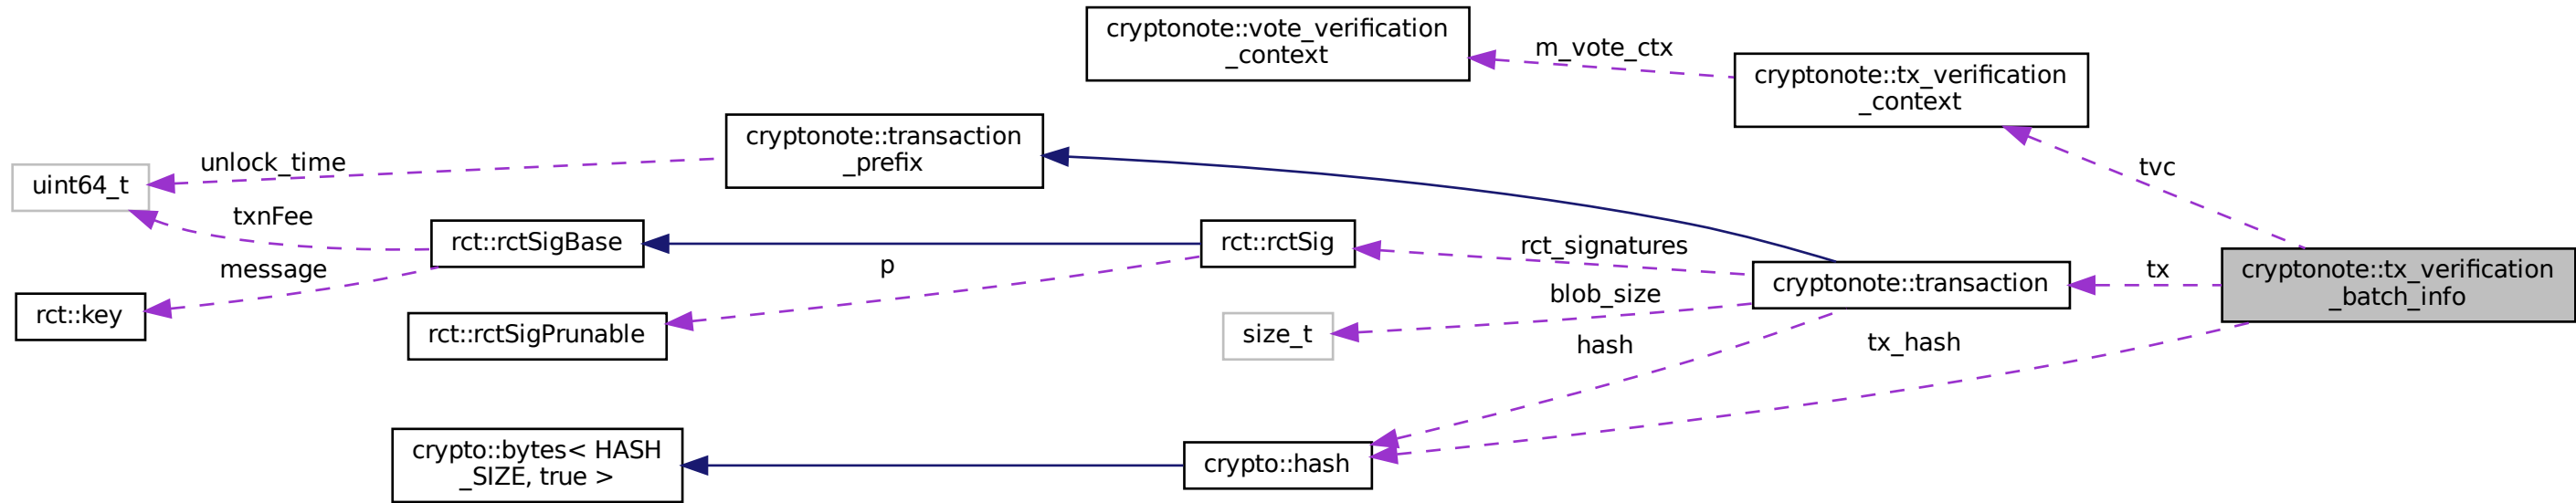 cryptonote::vote_verification
_context
m_vote_ctx
cryptonote::tx_verification
_context
cryptonote::transaction
_prefix
unlock_time
uint64_t
tvc
txnFee
rct::rctSigBase
rct::rctSig
rct_signatures
message
p
cryptonote::transaction
tx
cryptonote::tx_verification
_batch_info
blob_size
rct::key
rct::rctSigPrunable
size_t
hash
tx_hash
crypto::bytes< HASH
_SIZE, true >
crypto::hash